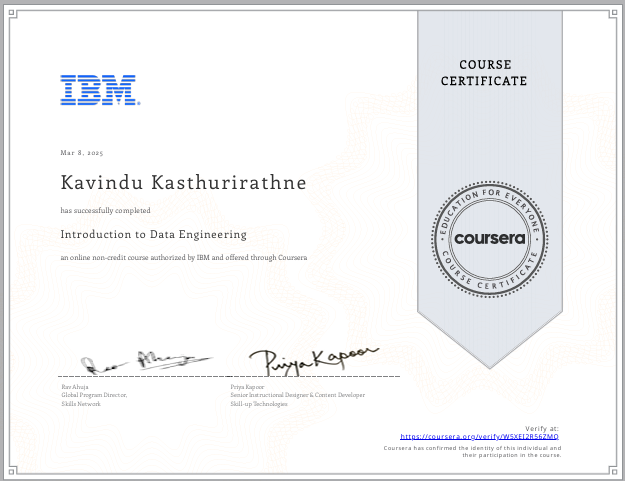 COURSE
CERTIFICATE
IBM
Mar 8, 2025
Kavindu Kasthurirathne
has successfully completed
Introduction to Data Engineering
an online non-credit course authorized by IBM and offered through Coursera
EDUCATION FOR EVERYONE
coursera
COURSE CERTIFICATE
Rav Ahuja
Global Program Director,
Skills Network
Priya Kapoor
Priya Kapoor
Senior Instructional Designer & Content Developer
Skill-up Technologies
Verify at:
https://coursera.org/verify/W5XEI2R56ZMQ
Coursera has confirmed the identity of this individual and
their participation in the course.